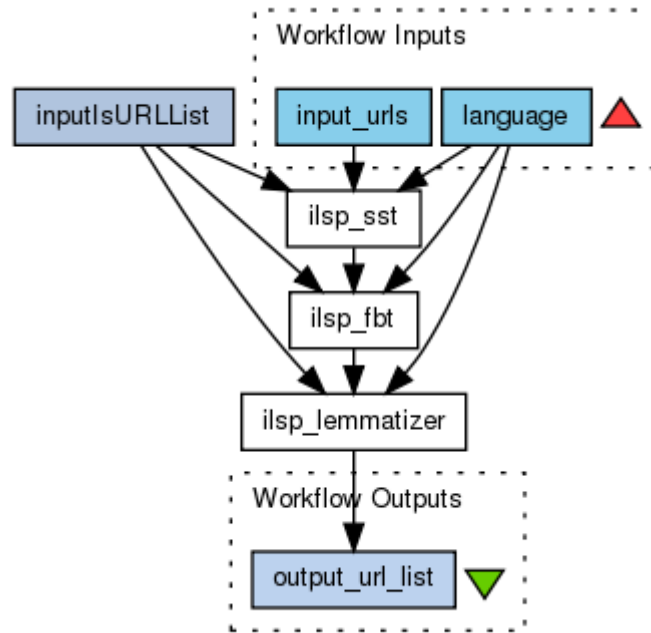 Workflow Inputs
inputIsURLList
input_urls
language
ilsp_sst
ilsp_fbt
ilsp_lemmatizer
Workflow Outputs
output_url_list